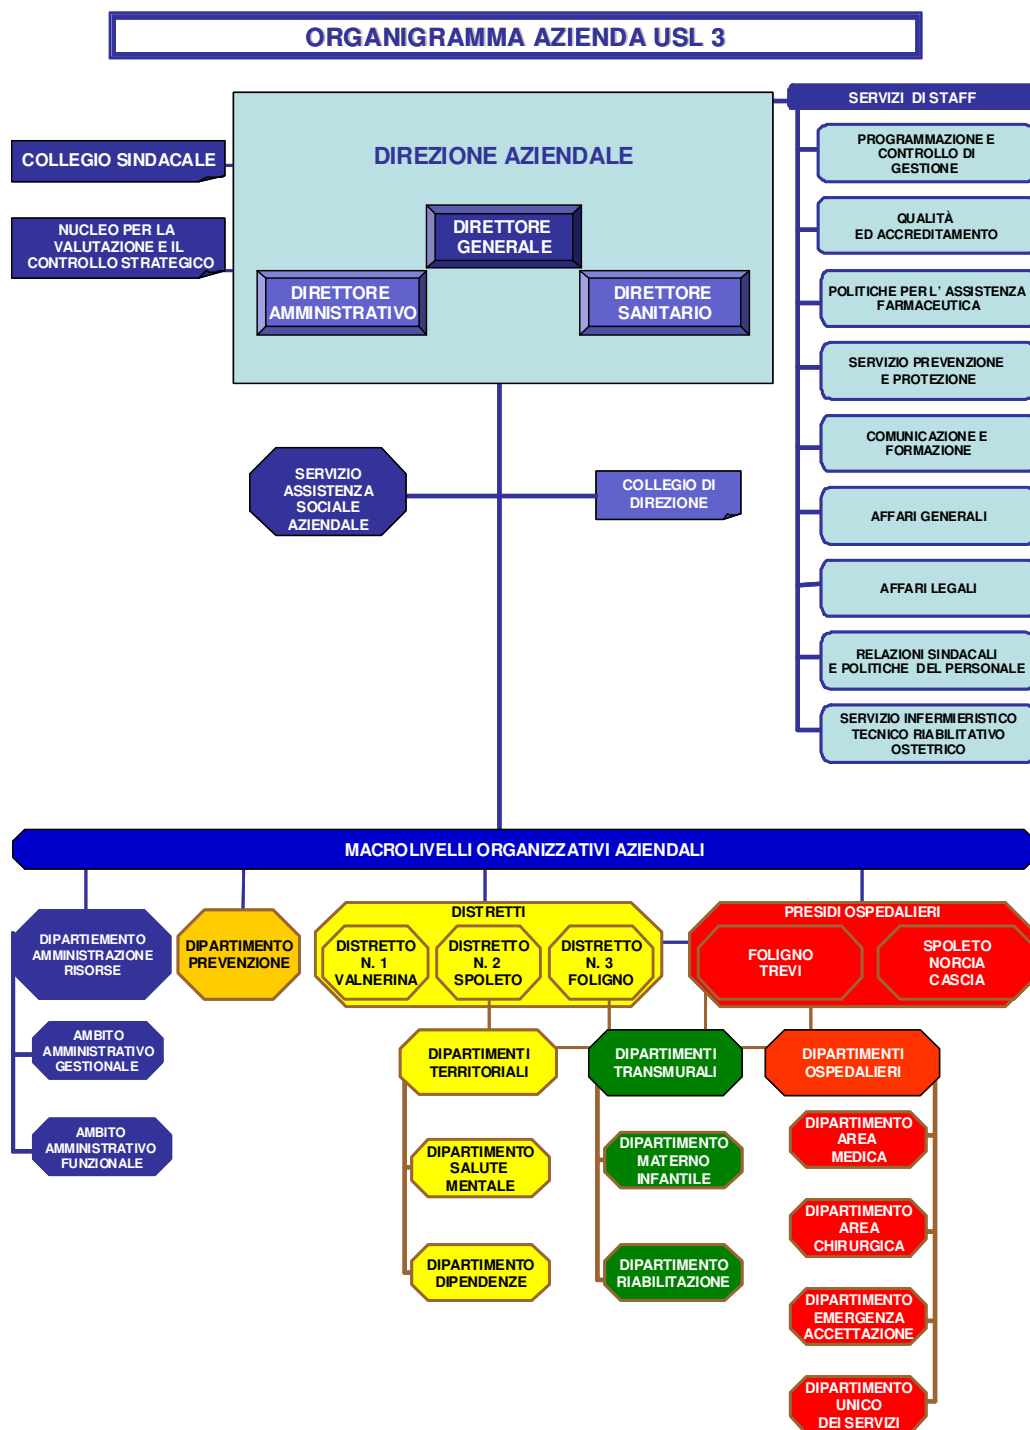 ORGANIGRAMMA AZIENDA USL 3
SERVIZI DI STAFF
COLLEGIO SINDACALE
NUCLEO PER LA
VALUTAZIONE E IL
CONTROLLO STRATEGICO
DIREZIONE AZIENDALE
DIRETTORE
GENERALE
DIRETTORE
AMMINISTRATIVO
DIRETTORE
SANITARIO
PROGRAMMAZIONE E
CONTROLLO DI
GESTIONE
QUALITÀ
ED ACCREDITAMENTO
POLITICHE PER L' ASSISTENZA
FARMACEUTICA
SERVIZIO PREVENZIONE
E PROTEZIONE
COMUNICAZIONE E
FORMAZIONE
AFFARI GENERALI
AFFARI LEGALI
RELAZIONI SINDACALI
E POLITICHE DEL PERSONALE
SERVIZIO INFERMIERISTICO
TECNICO RIABILITATIVO
OSTETRICO
SERVIZIO
ASSISTENZA
SOCIALE
AZIENDALE
COLLEGIO DI
DIREZIONE
MACROLIVELLI ORGANIZZATIVI AZIENDALI
DIPARTIEMENTO
AMMINISTRAZIONE
RISORSE
AMBITO
AMMINISTRATIVO
GESTIONALE
AMBITO
AMMINISTRATIVO
FUNZIONALE
DIPARTIMENTO
PREVENZIONE
DISTRETTI
DISTRETTO
N. 1
VALNERINA
DISTRETTO
N. 2
SPOLETO
DISTRETTO
N. 3
FOLIGNO
PRESIDI OSPEDALIERI
FOLIGNO
TREVI
SPOLETO
NORCIA
CASCIA
DIPARTIMENTI
TERRITORIALI
DIPARTIMENTO
SALUTE
MENTALE
DIPARTIMENTO
DIPENDENZE
DIPARTIMENTI
TRANSMURALI
DIPARTIMENTO
MATERNO
INFANTILE
DIPARTIMENTO
RIABILITAZIONE
DIPARTIMENTI
OSPEDALIERI
DIPARTIMENTO
AREA
MEDICA
DIPARTIMENTO
AREA
CHIRURGICA
DIPARTIMENTO
EMERGENZA
ACCETTAZIONE
DIPARTIMENTO
UNICO
DEI SERVIZI